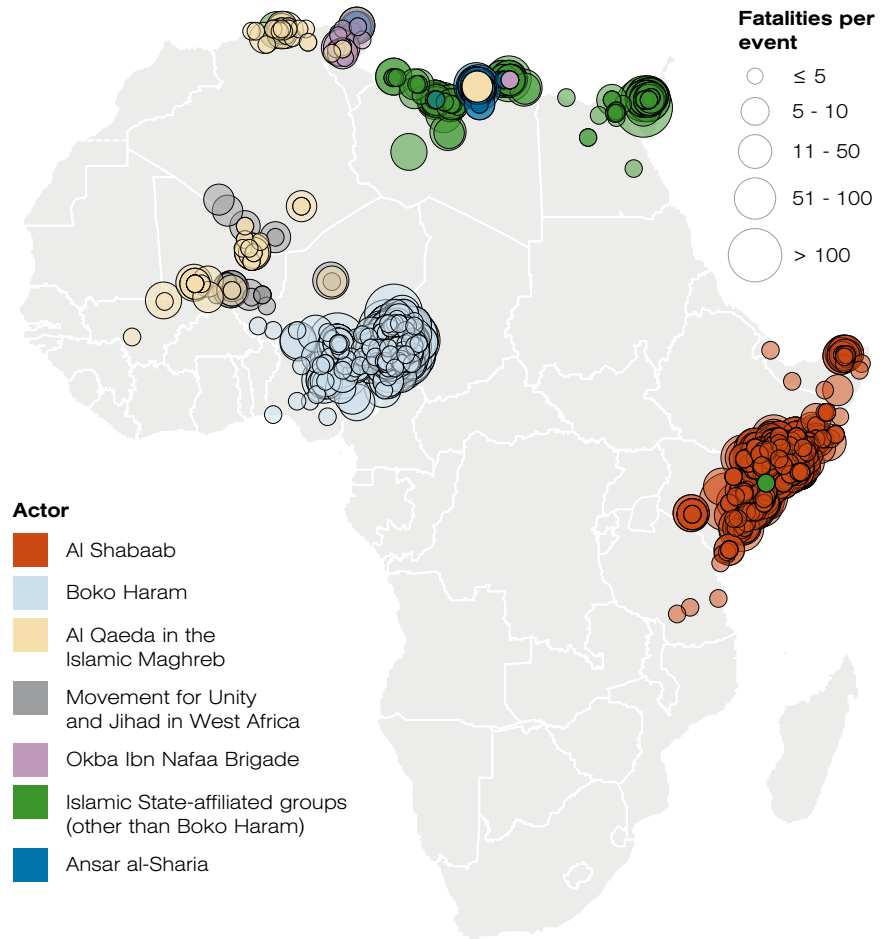 Fatalities per
event
≤ 5
5 - 10
11 - 50
51 - 100
> 100
Actor
Al Shabaab
Boko Haram
Al Qaeda in the
Islamic Maghreb
Movement for Unity
and Jihad in West Africa
Okba Ibn Nafaa Brigade
Islamic State-affiliated groups
(other than Boko Haram)
Ansar al-Sharia